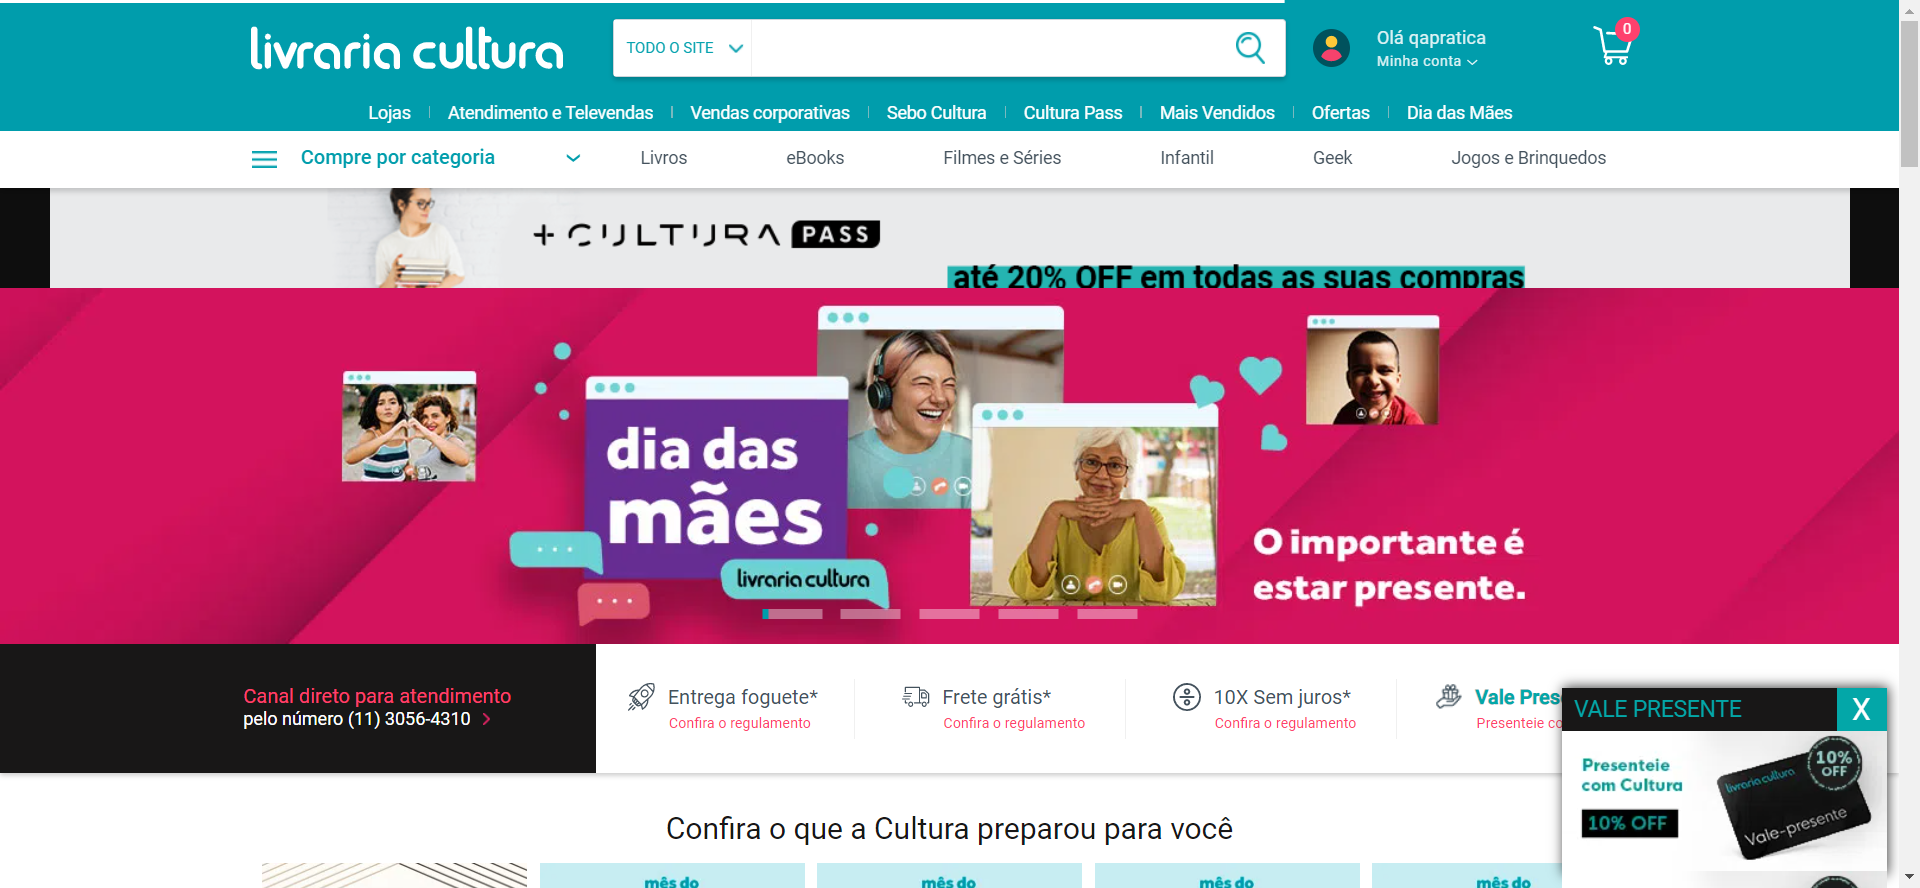 livraria cultura
TODO O SITE
Olá qapratica
Minha conta
0
Lojas
Atendimento e Televendas
Vendas corporativas
Sebo Cultura
Cultura Pass
Mais Vendidos
Ofertas
Dia das Mães
Compre por categoria
Livros
eBooks
Filmes e Séries
Infantil
Geek
Jogos e Brinquedos
+ CULTURA PASS
até 20% OFF em todas as suas compras
dia das
mães
livraria cultura
O importante é
estar presente.
Canal direto para atendimento
pelo número (11) 3056-4310
Entrega foguete*
Confira o regulamento
Frete grátis*
Confira o regulamento
10X Sem juros*
Confira o regulamento
Vale Pres
Presenteie co
VALE PRESENTE
X
Presenteie
com Cultura
10% OFF
livraria cultura
10%
OFF
Vale-presente
Confira o que a Cultura preparou para você
mês do
mês do
mês do
mês do